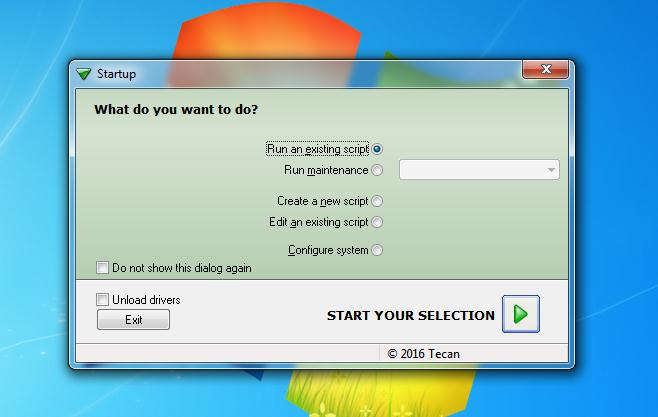 Startup
What do you want to do?
Run an existing script
Run maintenance
Create a new script
Edit an existing script
Configure system
Do not show this dialog again
Unload drivers
Exit
START YOUR SELECTION
© 2016 Tecan